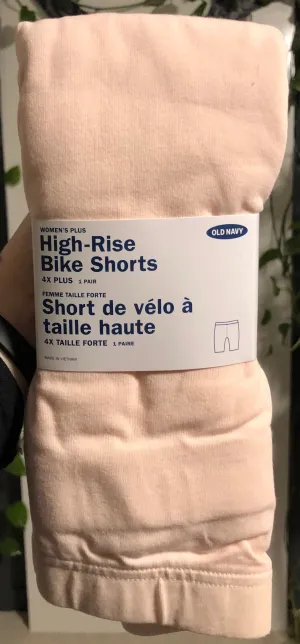 WOMEN'S PLUS
High-Rise
Bike Shorts
4X PLUS 1 PAIR
OLD NAVY
FEMME TAILLE FORTE
Short de vélo à
taille haute
4X TAILLE FORTE 1 PAIRE
MADE IN VIETNAM